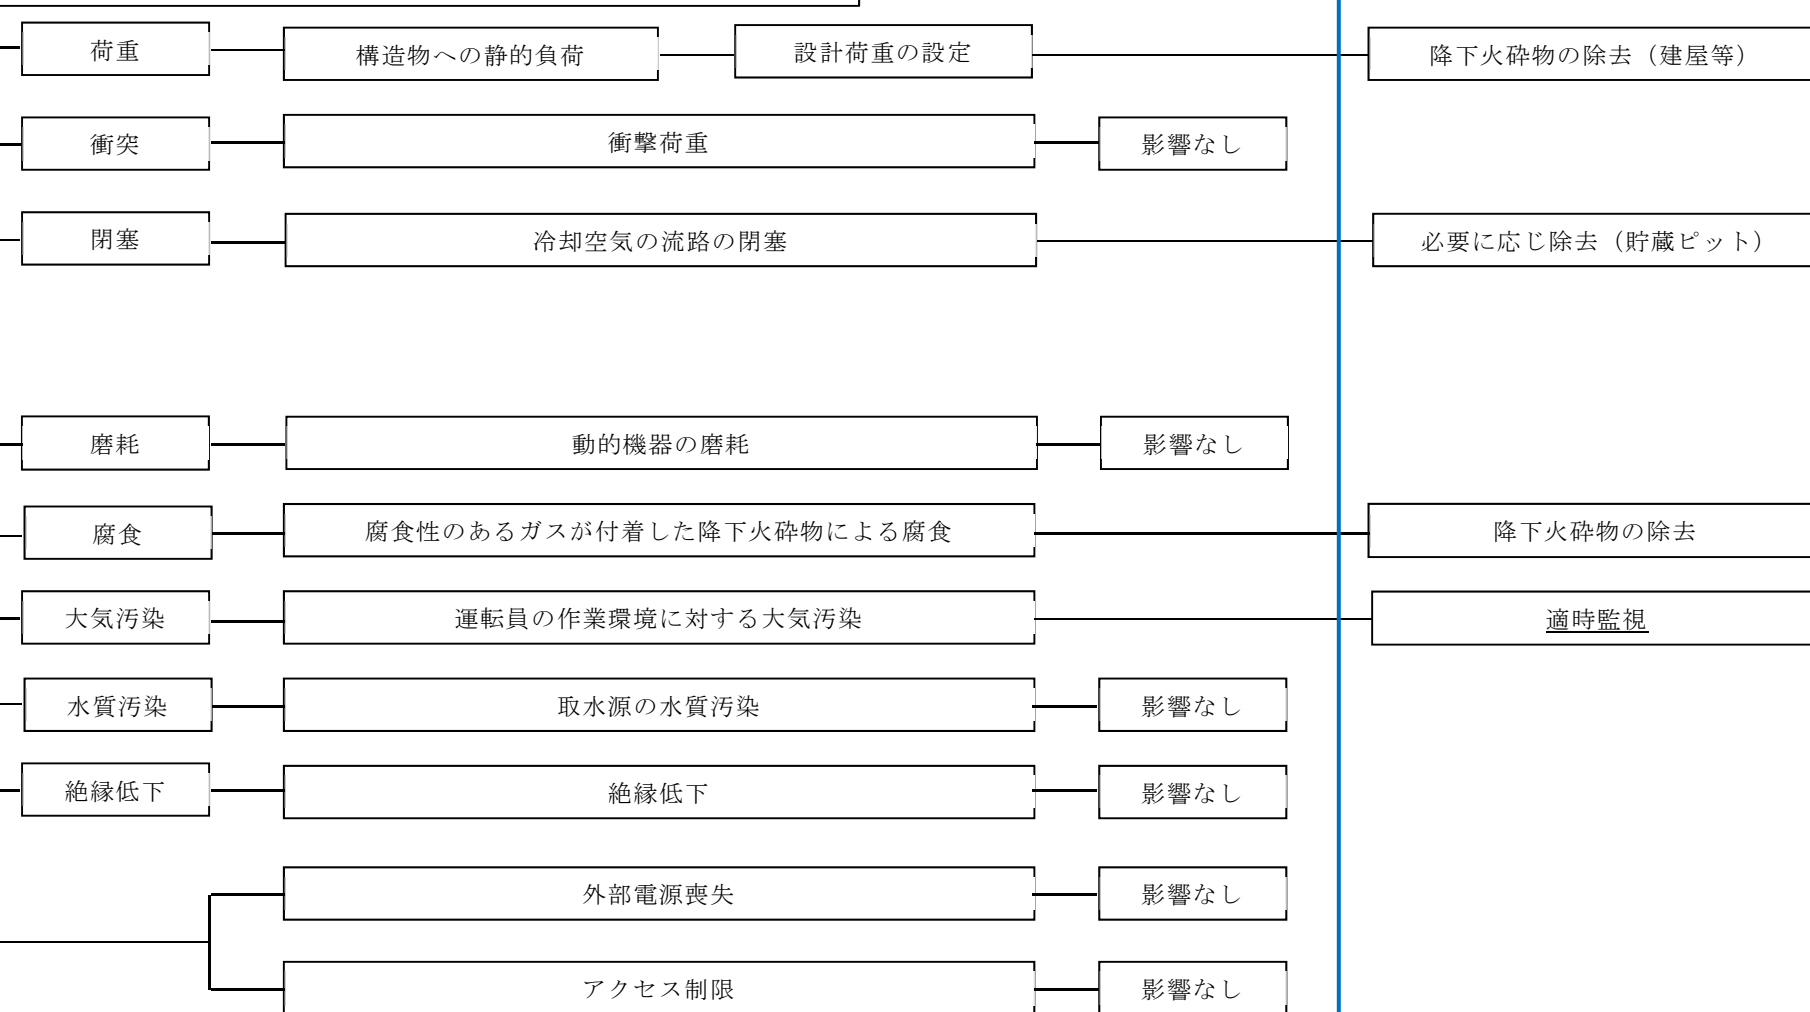 荷重
構造物への静的負荷
設計荷重の設定
降下火砕物の除去（建屋等）
衝突
衝撃荷重
影響なし
閉塞
冷却空気の流路の閉塞
必要に応じ除去（貯蔵ピット）
磨耗
動的機器の磨耗
影響なし
腐食
腐食性のあるガスが付着した降下火砕物による腐食
降下火砕物の除去
大気汚染
運転員の作業環境に対する大気汚染
適時監視
水質汚染
取水源の水質汚染
影響なし
絶縁低下
絶縁低下
影響なし
外部電源喪失
影響なし
アクセス制限
影響なし